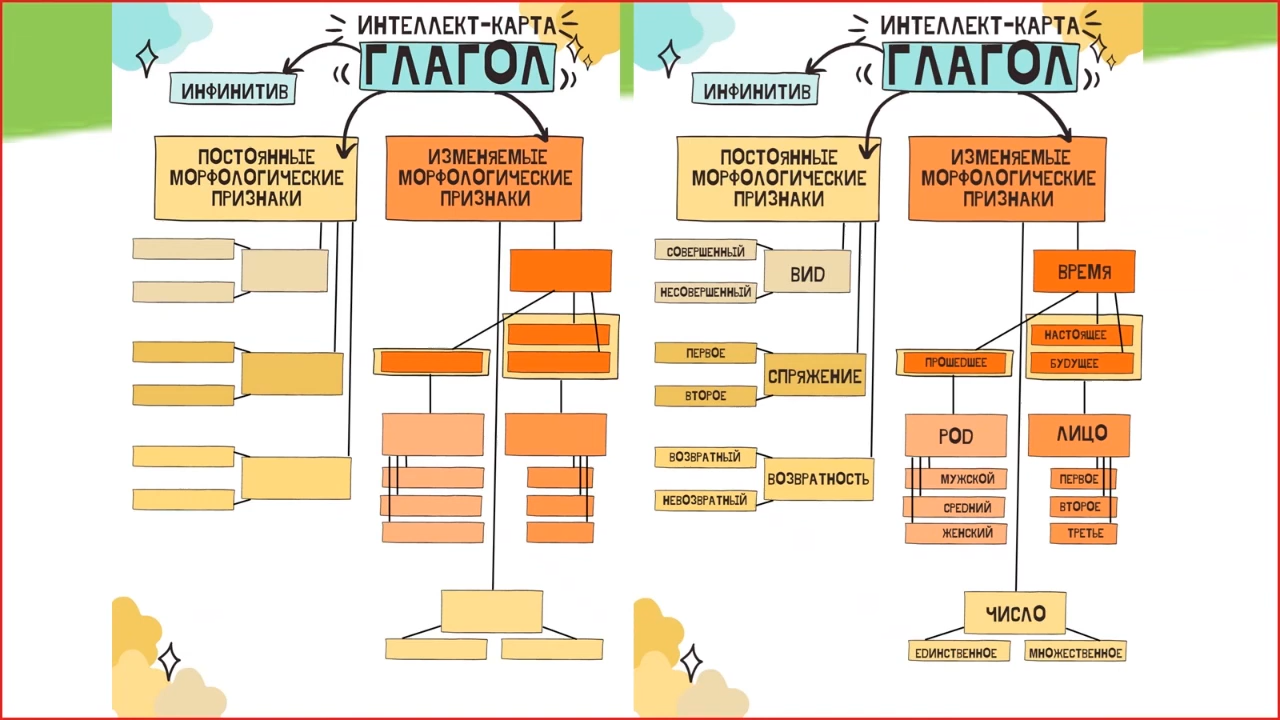 ИНТЕЛЛЕКТ-КАРТА
ГЛАГОЛ
ИНФИНИТИВ
ПОСТОЯННЫЕ
МОРФОЛОГИЧЕСКИЕ
ПРИЗНАКИ
ИЗМЕНЯЕМЫЕ
МОРФОЛОГИЧЕСКИЕ
ПРИЗНАКИ
ИНТЕЛЛЕКТ-КАРТА
ГЛАГОЛ
ИНФИНИТИВ
ПОСТОЯННЫЕ
МОРФОЛОГИЧЕСКИЕ
ПРИЗНАКИ
СОВЕРШЕННЫЙ
ВИД
НЕСОВЕРШЕННЫЙ
ПЕРВОЕ
СПРЯЖЕНИЕ
ВТОРОЕ
ВОЗВРАТНЫЙ
ВОЗВРАТНОСТЬ
НЕВОЗВРАТНЫЙ
ИЗМЕНЯЕМЫЕ
МОРФОЛОГИЧЕСКИЕ
ПРИЗНАКИ
ВРЕМЯ
НАСТОЯЩЕЕ
ПРОШЕДШЕЕ
БУДУЩЕЕ
РОД
МУЖСКОЙ
СРЕДНИЙ
ЖЕНСКИЙ
ЛИЦО
ПЕРВОЕ
ВТОРОЕ
ТРЕТЬЕ
ЧИСЛО
ЕДИНСТВЕННОЕ
МНОЖЕСТВЕННОЕ